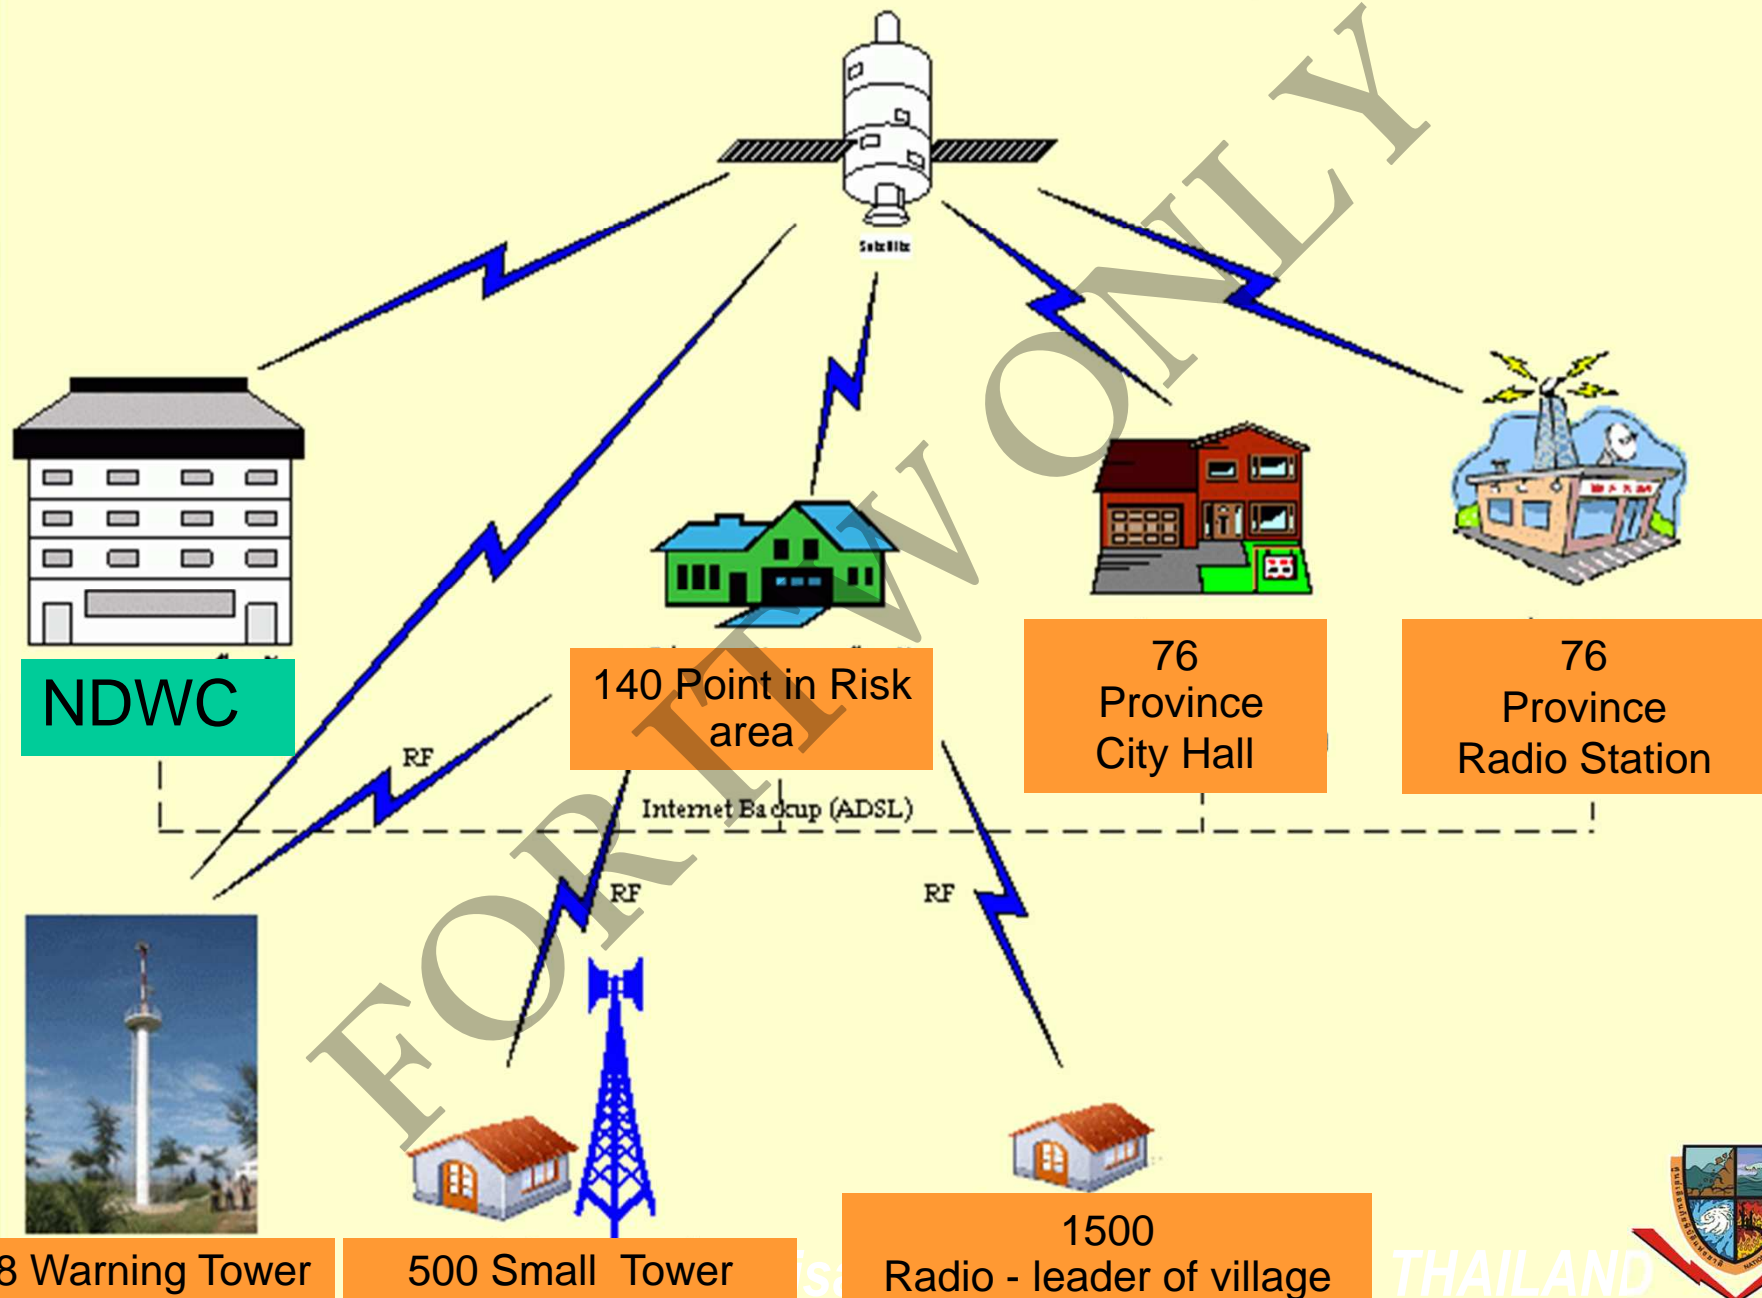 Satellite
NDWC
140 Point in Risk
area
76
Province
City Hall
76
Province
Radio Station
RF
Internet Backup (ADSL)
RF
RF
8 Warning Tower
500 Small Tower
1500
Radio - leader of village
THAILAND
FOR ITW ONLY